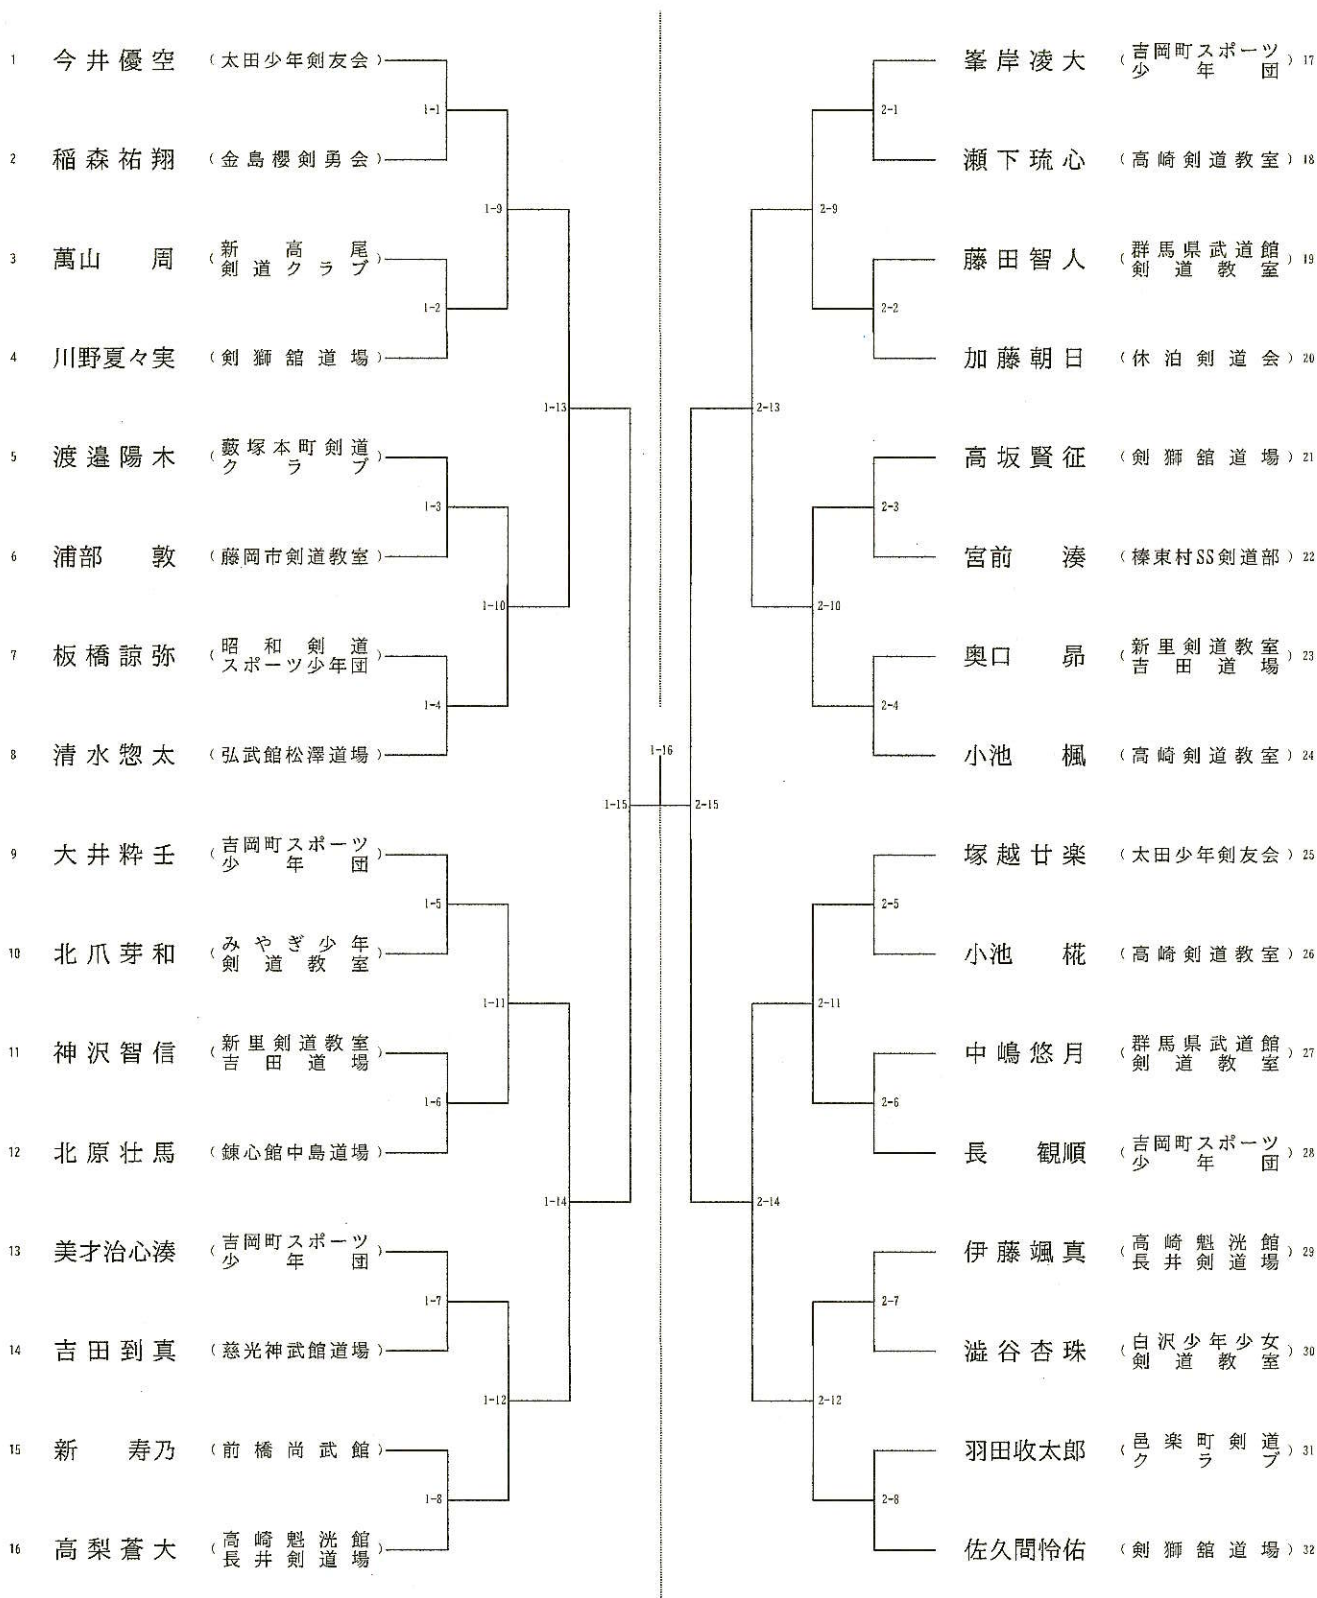 1 今井優空 (太田少年剣友会)
1-1
2 稲森祐翔 (金島櫻剣勇会)
1-9
3 萬山 周 (新高尾剣道クラブ)
1-2
4 川野夏々実 (剣獅舘道場)
1-13
5 渡邉陽木 (藪塚本町剣道クラブ)
1-3
6 浦部 敦 (藤岡市剣道教室)
1-10
7 板橋諒弥 (昭和剣道スポーツ少年団)
1-4
8 清水惣太 (弘武館松澤道場)
1-15
9 大井粋壬 (吉岡町スポーツ少年団)
1-5
10 北爪芽和 (みやぎ少年剣道教室)
1-11
11 神沢智信 (新里剣道教室吉田道場)
1-6
12 北原壮馬 (錬心館中島道場)
1-14
13 美才治心湊 (吉岡町スポーツ少年団)
1-7
14 吉田到真 (慈光神武館道場)
1-12
15 新 寿乃 (前橋尚武館)
1-8
16 高梨蒼大 (高崎魁洸館長井剣道場)
1-16
峯岸凌大 (吉岡町スポーツ少年団) 17
2-1
瀬下琉心 (高崎剣道教室) 18
2-9
藤田智人 (群馬県武道館剣道教室) 19
2-2
加藤朝日 (休泊剣道会) 20
2-13
高坂賢征 (剣獅舘道場) 21
2-3
宮前 湊 (榛東村SS剣道部) 22
2-10
奥口 昴 (新里剣道教室吉田道場) 23
2-4
小池 楓 (高崎剣道教室) 24
2-15
塚越廿楽 (太田少年剣友会) 25
2-5
小池 椛 (高崎剣道教室) 26
2-11
中嶋悠月 (群馬県武道館剣道教室) 27
2-6
長 観順 (吉岡町スポーツ少年団) 28
2-14
伊藤颯真 (高崎魁洸館長井剣道場) 29
2-7
澁谷杏珠 (白沢少年少女剣道教室) 30
2-12
羽田收太郎 (邑楽町剣道クラブ) 31
2-8
佐久間怜佑 (剣獅舘道場) 32